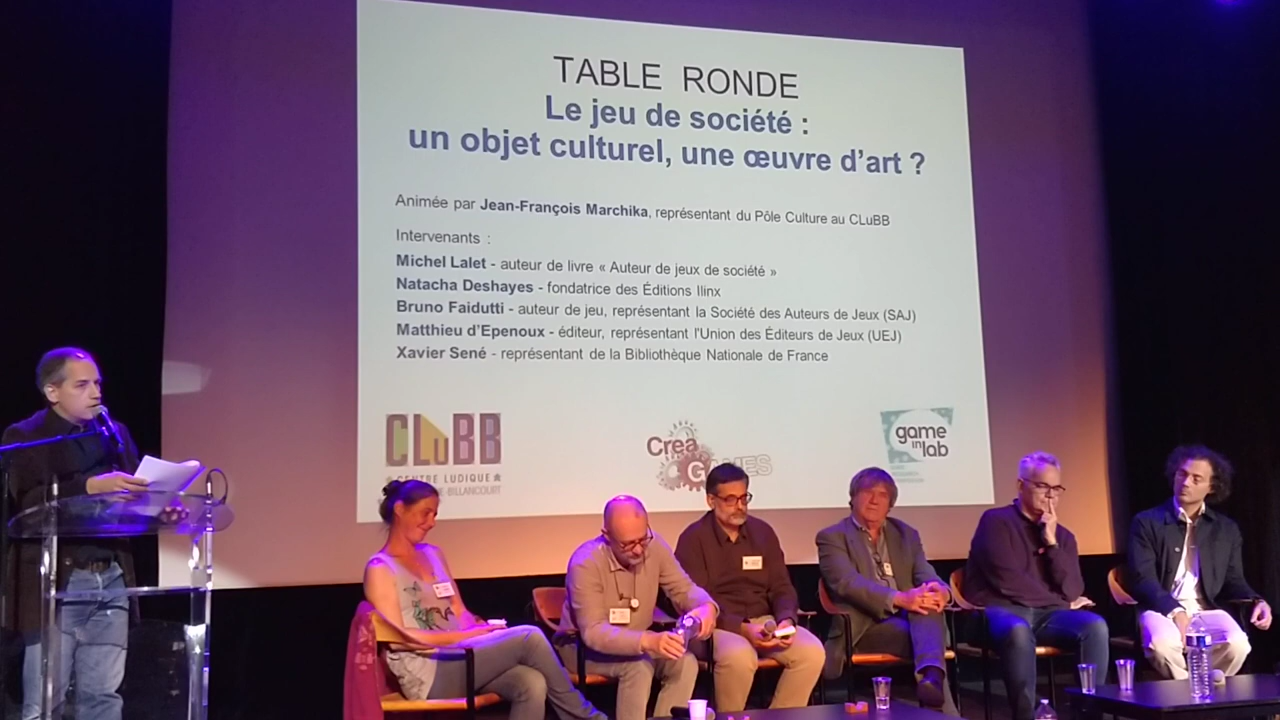 TABLE RONDE
Le jeu de société :
un objet culturel, une œuvre d'art ?
Animée par Jean-François Marchika, représentant du Pôle Culture au CLuBB
Intervenants :
Michel Lalet - auteur de livre « Auteur de jeux de société »
Natacha Deshayes - fondatrice des Éditions Ilinx
Bruno Faidutti - auteur de jeu, représentant la Société des Auteurs de Jeux (SAJ)
Matthieu d'Epenoux - éditeur, représentant l'Union des Éditeurs de Jeux (UEJ)
Xavier Sené - représentant de la Bibliothèque Nationale de France
CLuBB
CENTRE LUDIQUE
-BILLANCOURT
Crea
GAMES
game
in
lab